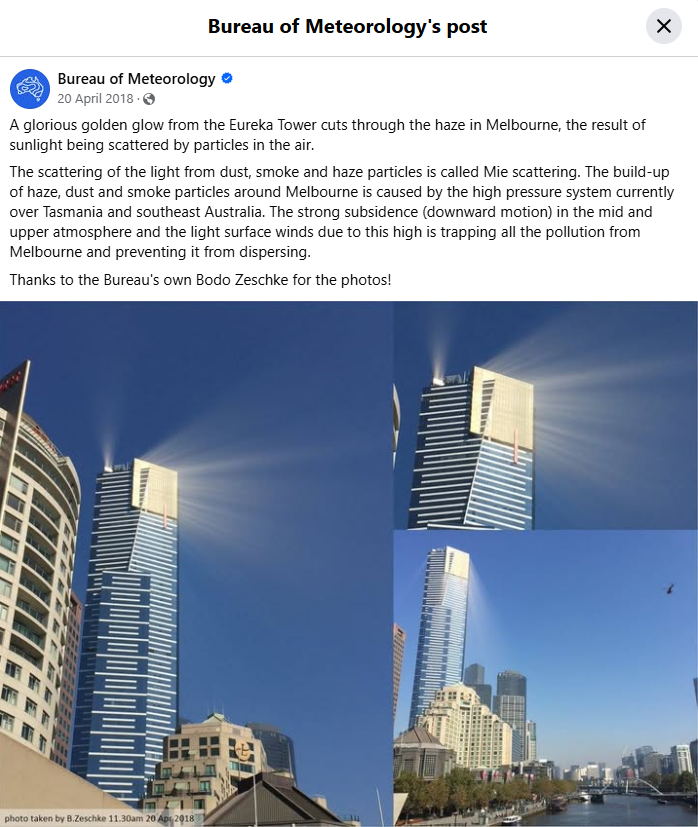 Bureau of Meteorology's post
Bureau of Meteorology
20 April 2018 ·
A glorious golden glow from the Eureka Tower cuts through the haze in Melbourne, the result of
sunlight being scattered by particles in the air.
The scattering of the light from dust, smoke and haze particles is called Mie scattering. The build-up
of haze, dust and smoke particles around Melbourne is caused by the high pressure system currently
over Tasmania and southeast Australia. The strong subsidence (downward motion) in the mid and
upper atmosphere and the light surface winds due to this high is trapping all the pollution from
Melbourne and preventing it from dispersing.
Thanks to the Bureau's own Bodo Zeschke for the photos!
photo taken by B.Zeschke 11.30am 20 Apr 2018